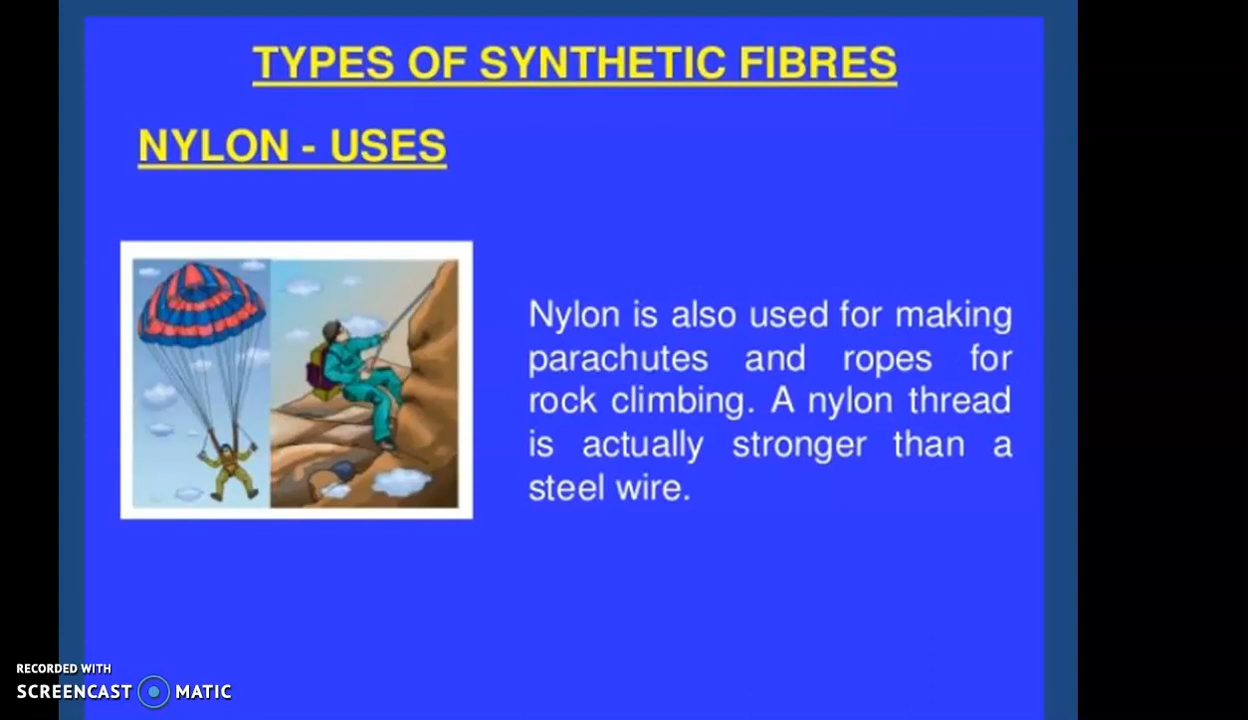 TYPES OF SYNTHETIC FIBRES
NYLON - USES
Nylon is also used for making
parachutes and ropes for
rock climbing. A nylon thread
is actually stronger than a
steel wire.
RECORDED WITH
SCREENCAST MATIC